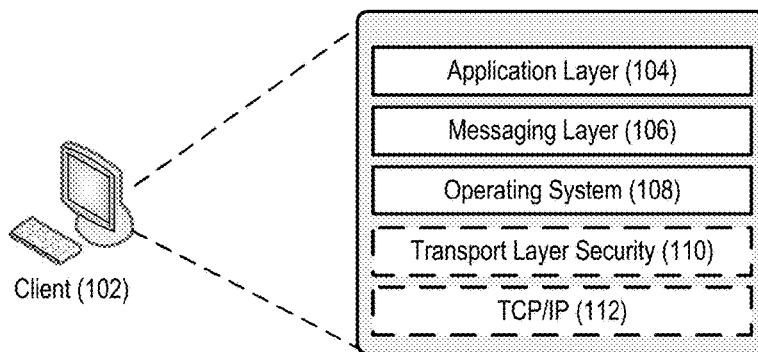 Application Layer (104)
Messaging Layer (106)
Operating System (108)
Transport Layer Security (110)
TCP/IP (112)
Client (102)